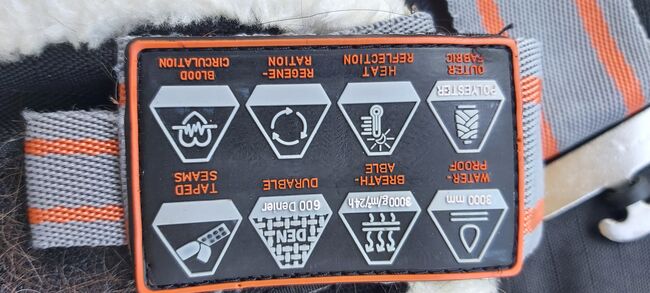 3000 mm
WATER-
PROOF
3000g/m²/24h
BREATH-
ABLE
600 Denier
DEN
DURABLE
TAPED
SEAMS
POLYESTER
OUTER
FABRIC
HEAT
REFLECTION
REGENE-
RATION
BLOOD
CIRCULATION